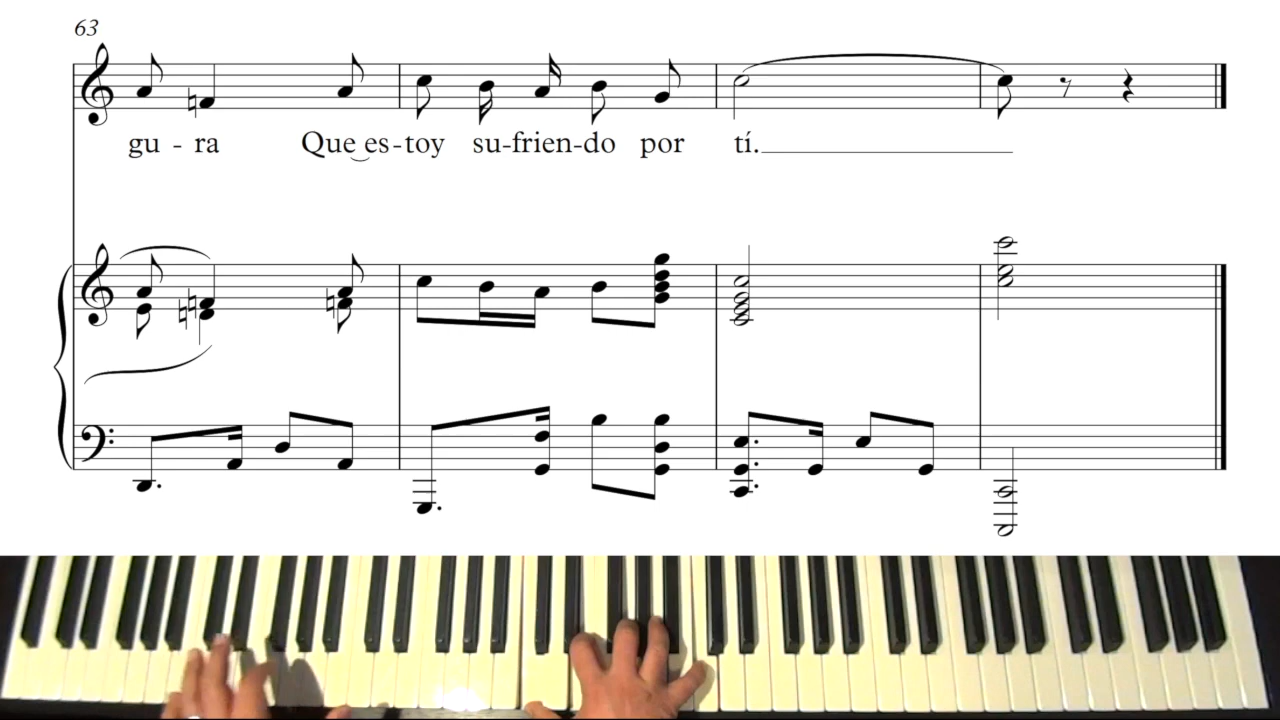 63
gu - ra Que es - toy su - frien - do por tí.